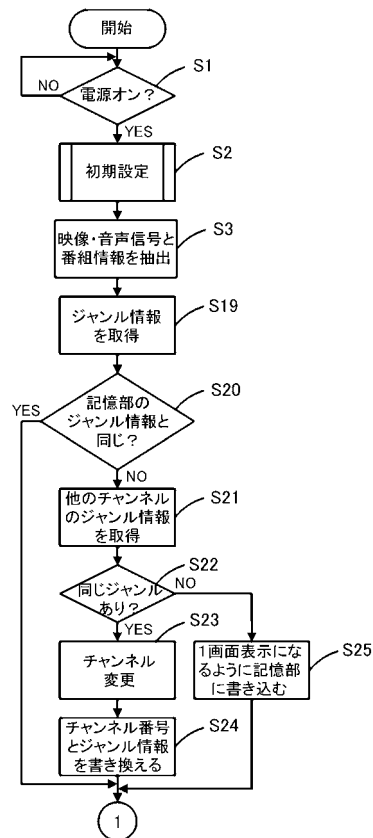 開始
S1
電源オン？
NO
YES
S2
初期設定
S3
映像・音声信号と
番組情報を抽出
S19
ジャンル情報
を取得
S20
YES
記憶部の
ジャンル情報と
同じ？
NO
S21
他のチャンネル
のジャンル情報
を取得
S22
同じジャンル
あり？
NO
S23
YES
チャンネル
変更
1画面表示にな
るように記憶部
に書き込む
S25
S24
チャンネル番号
とジャンル情報
を書き換える
1